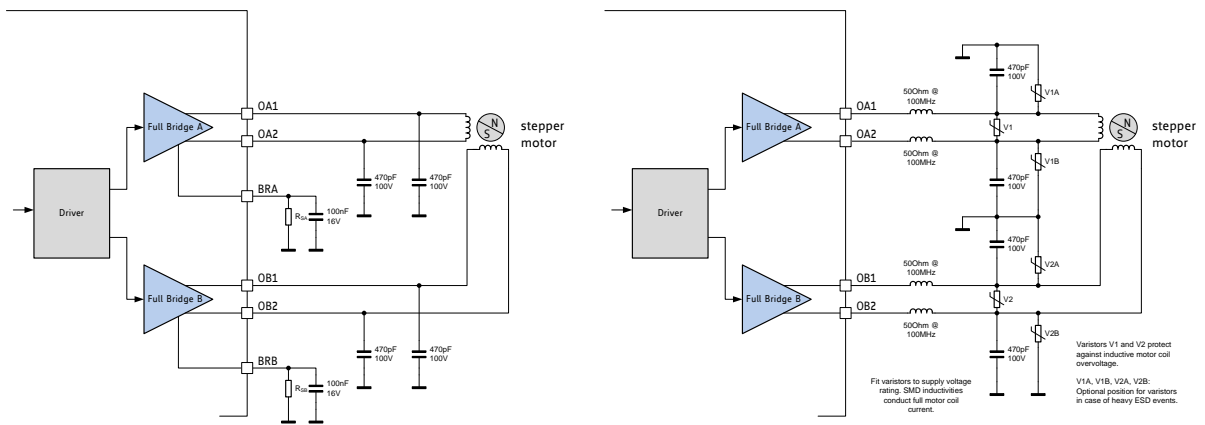 OA1
Full Bridge A
OA2
N
S
stepper
motor
470pF
100V
470pF
100V
BRA
RSA
100nF
16V
Driver
OB1
Full Bridge B
OB2
470pF
100V
470pF
100V
BRB
RSB
100nF
16V
470pF
100V
V1A
50Ohm @
100MHz
OA1
Full Bridge A
V1
N
S
stepper
motor
OA2
50Ohm @
100MHz
V1B
470pF
100V
Driver
470pF
100V
50Ohm @
100MHz
V2A
OB1
Full Bridge B
V2
OB2
50Ohm @
100MHz
V2B
470pF
100V
Varistors V1 and V2 protect
against inductive motor coil
overvoltage.
V1A, V1B, V2A, V2B:
Optional position for varistors
in case of heavy ESD events.
Fit varistors to supply voltage
rating. SMD inductivities
conduct full motor coil
current.